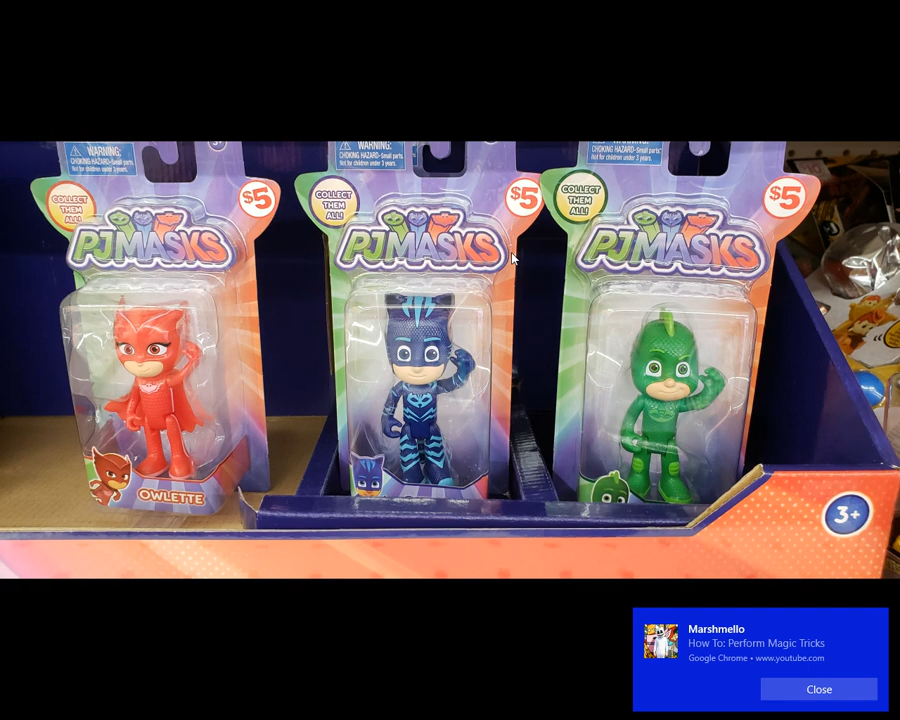 WARNING:
CHOKING HAZARD-Small parts.
Not for children under 3 years.
COLLECT
THEM
ALL!
$5
PJMASKS
OWLETTE
WARNING:
CHOKING HAZARD-Small parts.
Not for children under 3 years.
COLLECT
THEM
ALL!
$5
PJMASKS
WARNING:
CHOKING HAZARD-Small parts.
Not for children under 3 years.
COLLECT
THEM
ALL!
$5
PJMASKS
3+
Marshmello
How To: Perform Magic Tricks
Google Chrome • www.youtube.com
Close